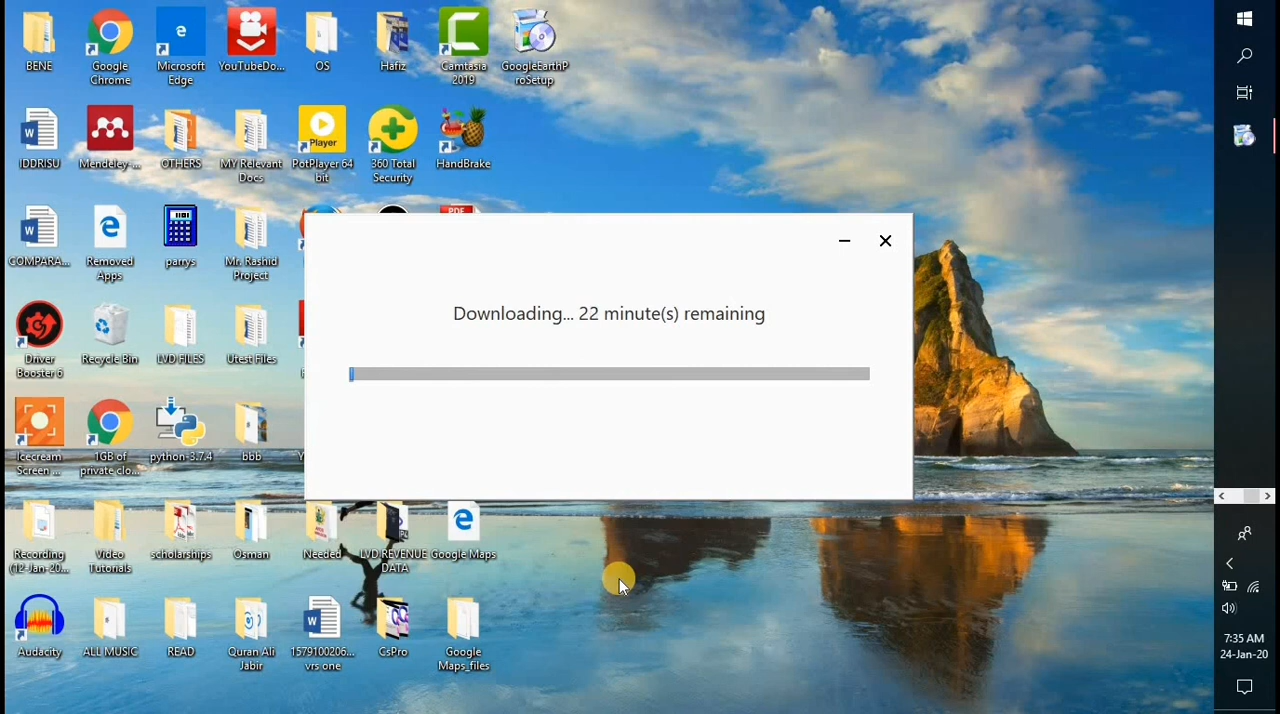 BENE
Google
Chrome
Microsoft
Edge
YouTubeDo...
OS
Hafiz
Camtasia
2019
GoogleEarthP
roSetup
IDDRISU
Mendeley-...
OTHERS
MY Relevant
Docs
Player
PotPlayer 64
bit
360 Total
Security
HandBrake
COMPARA...
Removed
Apps
parrys
Mr. Rashid
Project
PDF
Downloading... 22 minute(s) remaining
Driver
Booster 6
Recycle Bin
LVD FILES
Utest Files
Icecream
Screen ...
1GB of
private clo...
python-3.7.4
bbb
Recording
(12-Jan-20...
Video
Tutorials
scholarships
Osman
Needed
LVD REVENUE
DATA
Google Maps
Audacity
ALL MUSIC
READ
Quran Ali
Jabir
1579100206...
vrs one
CsPro
Google
Maps_files
7:35 AM
24-Jan-20